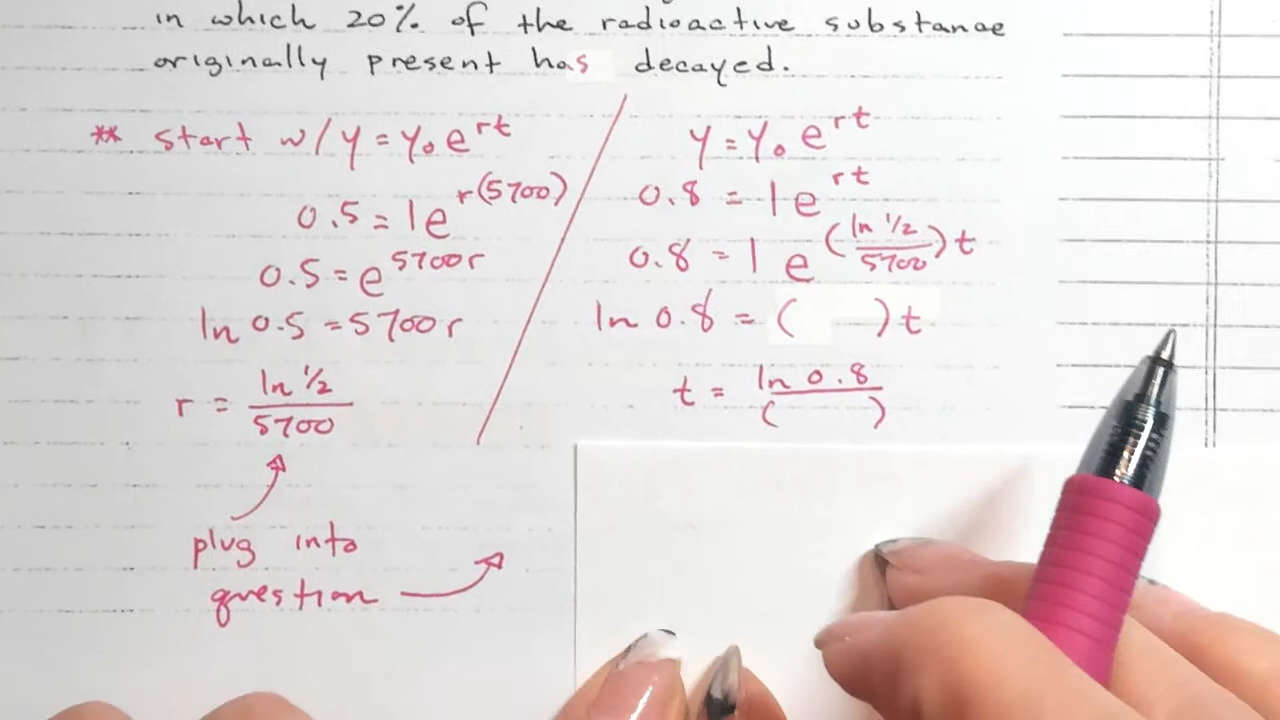 in which 20% of the radioactive substance
originally present has decayed.
** start w/ y = y₀e^rt
0.5 = 1e^r(5700)
0.5 = e^5700r
ln 0.5 = 5700r
r = ln ½ / 5700
plug into
question
y = y₀e^rt
0.8 = 1e^rt
0.8 = 1e^(ln ½ / 5700)t
ln 0.8 = ( )t
t = ln 0.8 / ( )